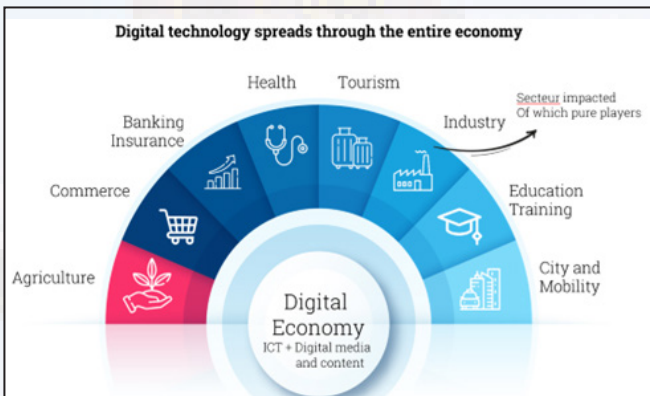 Digital technology spreads through the entire economy
Health
Tourism
Banking
Insurance
Industry
Secteur impacted
Of which pure players
Commerce
Education
Training
Agriculture
City and
Mobility
Digital
Economy
ICT + Digital media
and content